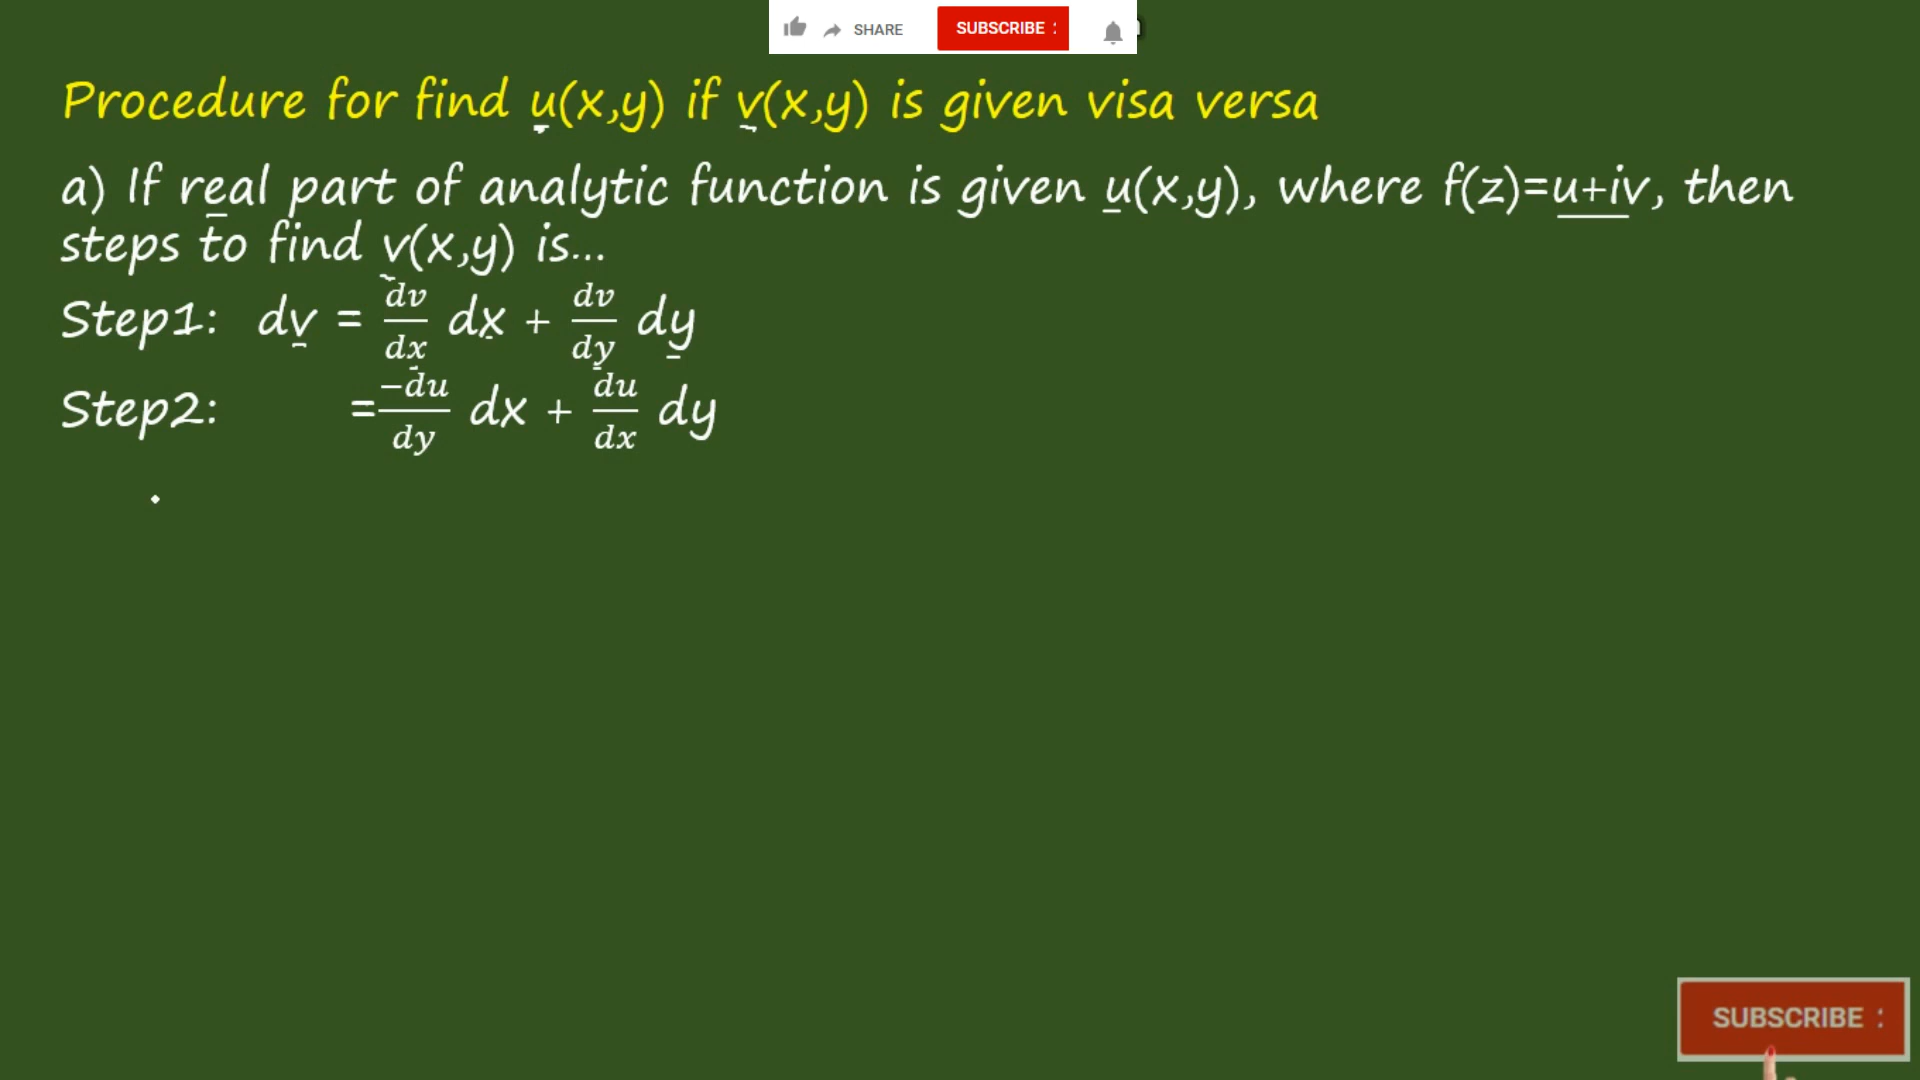 SHARE SUBSCRIBE
Procedure for find u(x,y) if v(x,y) is given visa versa
a) If real part of analytic function is given u(x,y), where f(z)=u+iv, then
steps to find v(x,y) is...
Step1: dv = dv/dx dx + dv/dy dy
Step2: = −du/dy dx + du/dx dy
SUBSCRIBE